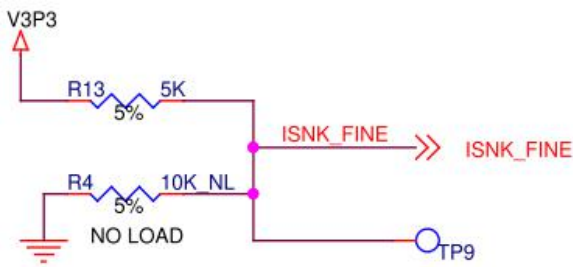 V3P3
R13 5K
5%
ISNK_FINE ISNK_FINE
R4 10K_NL
5%
NO LOAD
TP9